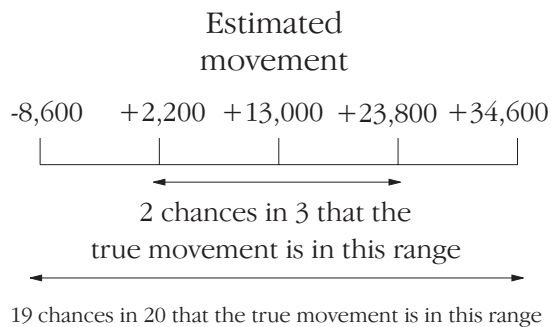 Estimated
movement
-8,600 +2,200 +13,000 +23,800 +34,600
2 chances in 3 that the
true movement is in this range
19 chances in 20 that the true movement is in this range